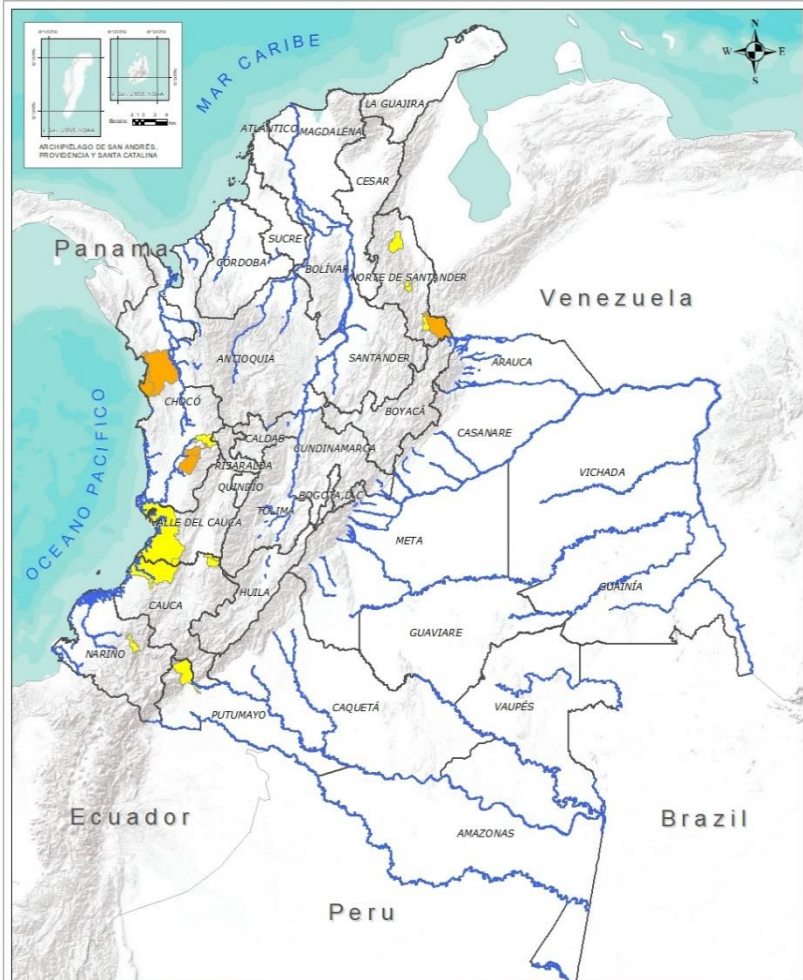 N
W E
S
ARCHIPIÉLAGO DE SAN ANDRÉS,
PROVIDENCIA Y SANTA CATALINA
MAR CARIBE
LA GUAJIRA
ATLÁNTICO
MAGDALENA
CESAR
SUCRE
Panama
CÓRDOBA
BOLÍVAR
NORTE DE SANTANDER
Venezuela
ANTIOQUIA
SANTANDER
ARAUCA
CHOCÓ
BOYACÁ
CALDAS
CUNDINAMARCA
CASANARE
RISARALDA
QUINDIO
BOGOTA,D.C
VICHADA
OCEANO PACIFICO
TOLIMA
VALLE DEL CAUCA
META
GUAINÍA
HUILA
CAUCA
GUAVIARE
NARIÑO
VAUPÉS
CAQUETÁ
PUTUMAYO
Ecuador
Brazil
AMAZONAS
Peru